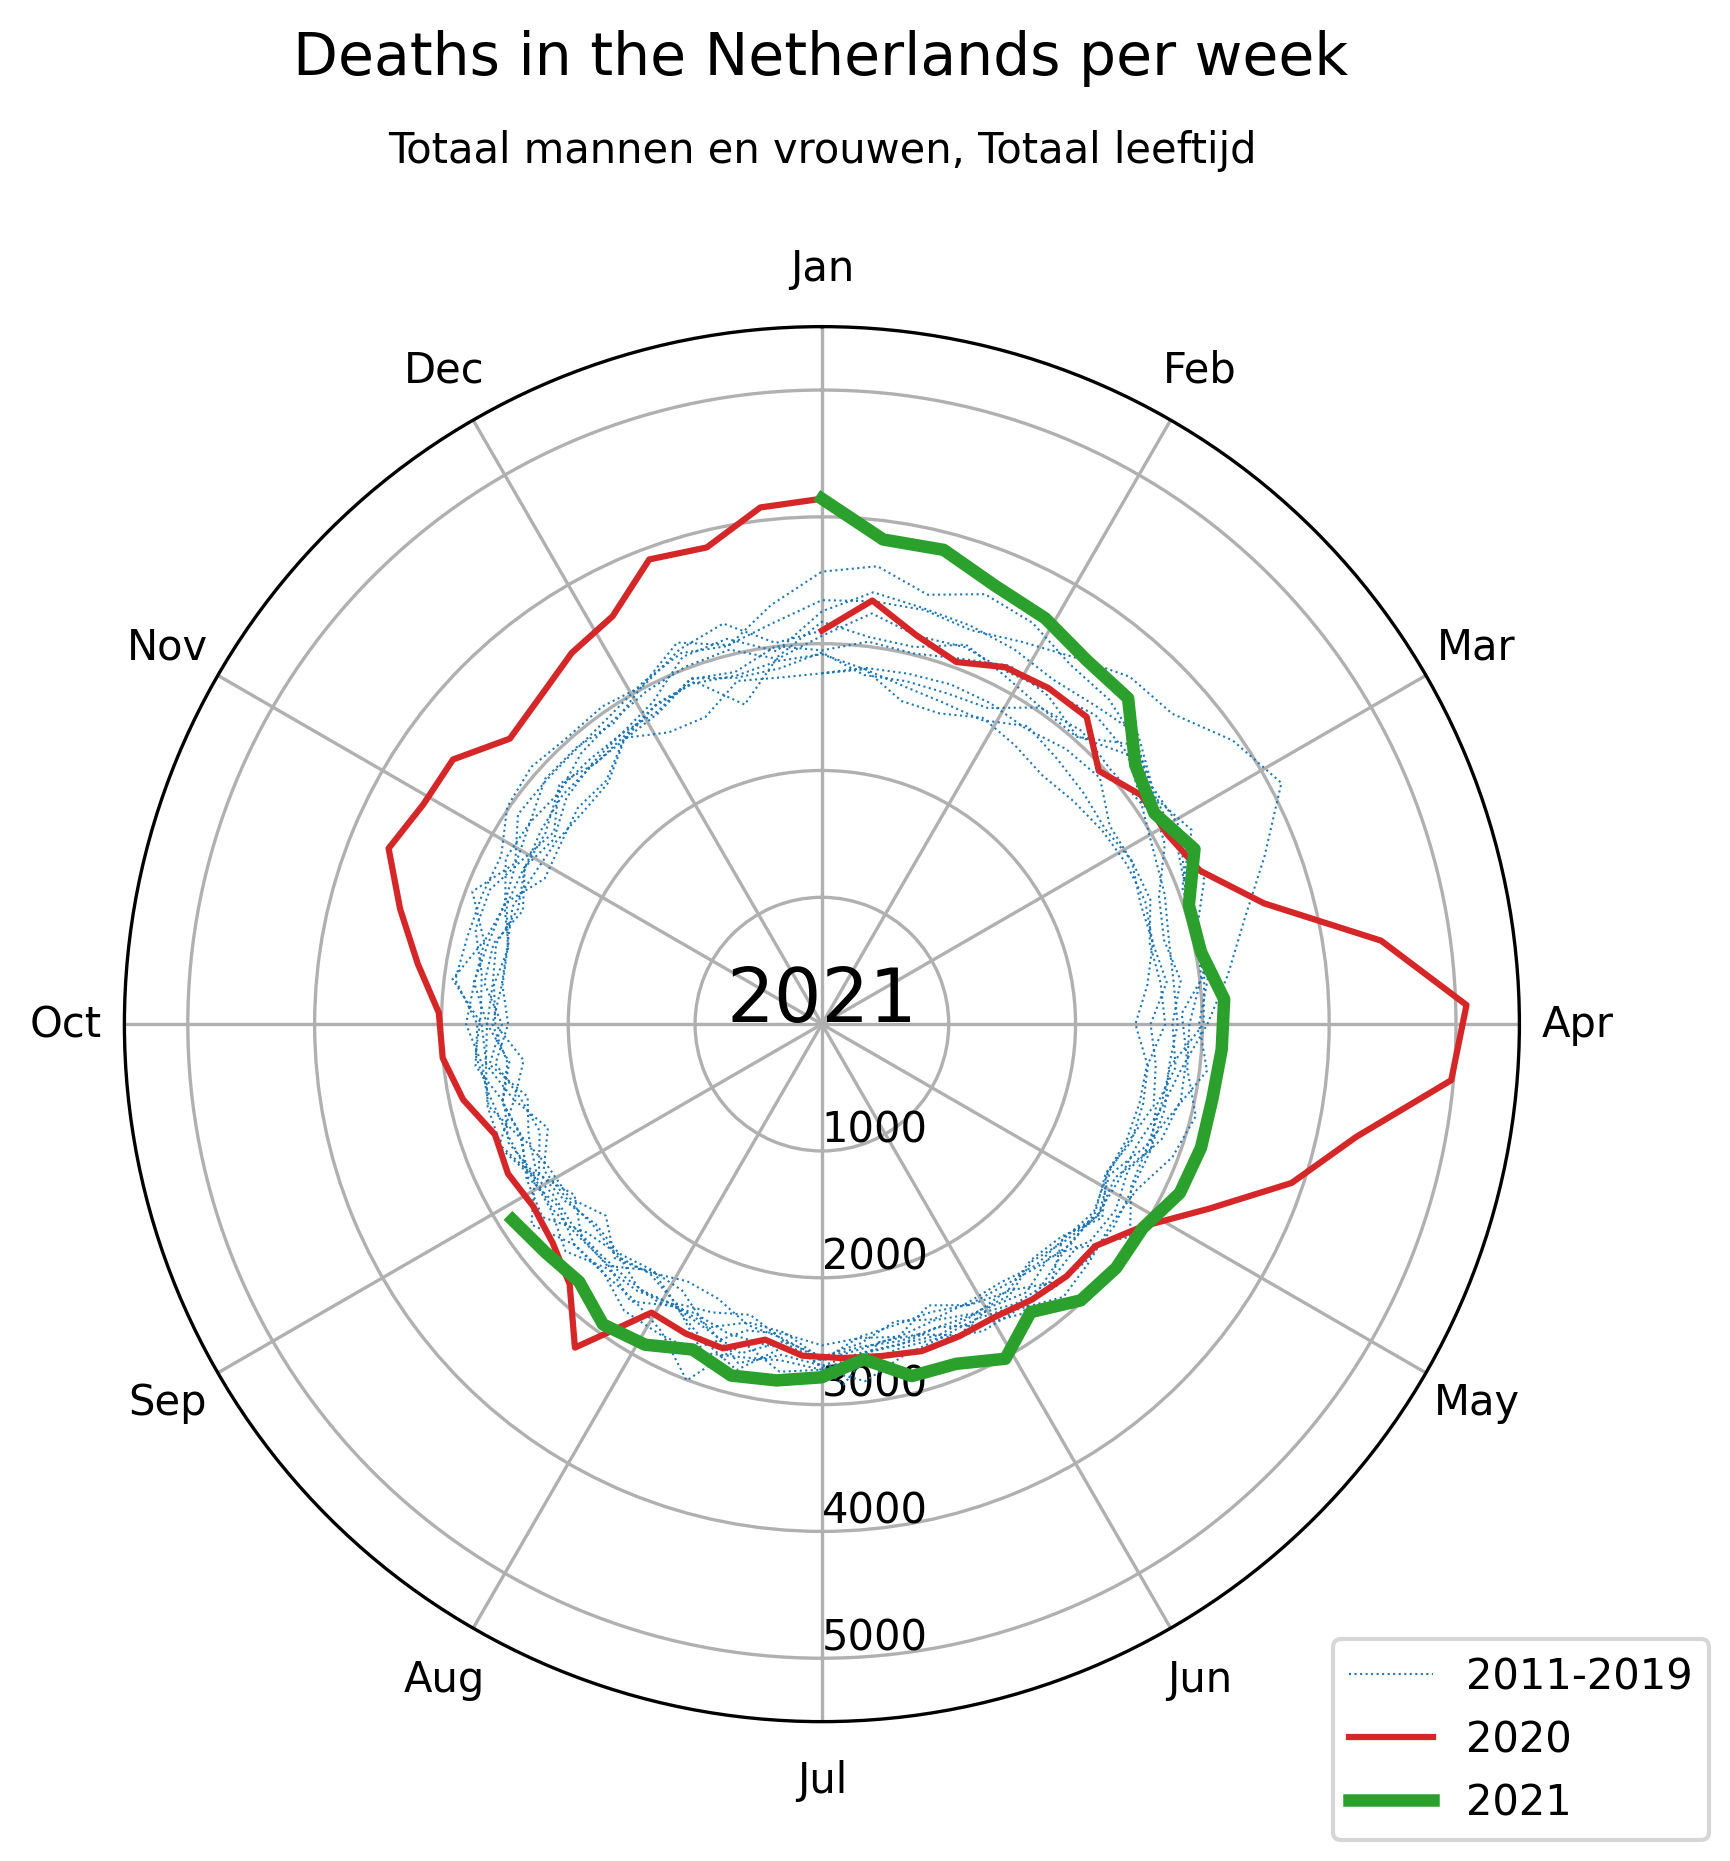 Deaths in the Netherlands per week
Totaal mannen en vrouwen, Totaal leeftijd
Jan
Dec
Feb
Nov
Mar
2021
Oct
Apr
1000
2000
3000
Sep
May
4000
5000
Aug
Jun
Jul
2011-2019
2020
2021